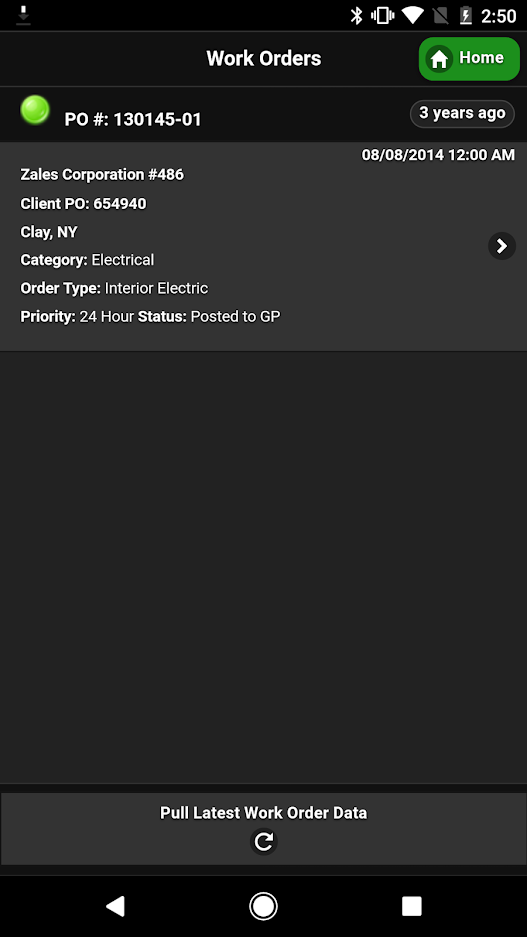 2:50
Work Orders
Home
PO #: 130145-01
3 years ago
08/08/2014 12:00 AM
Zales Corporation #486
Client PO: 654940
Clay, NY
Category: Electrical
Order Type: Interior Electric
Priority: 24 Hour Status: Posted to GP
Pull Latest Work Order Data